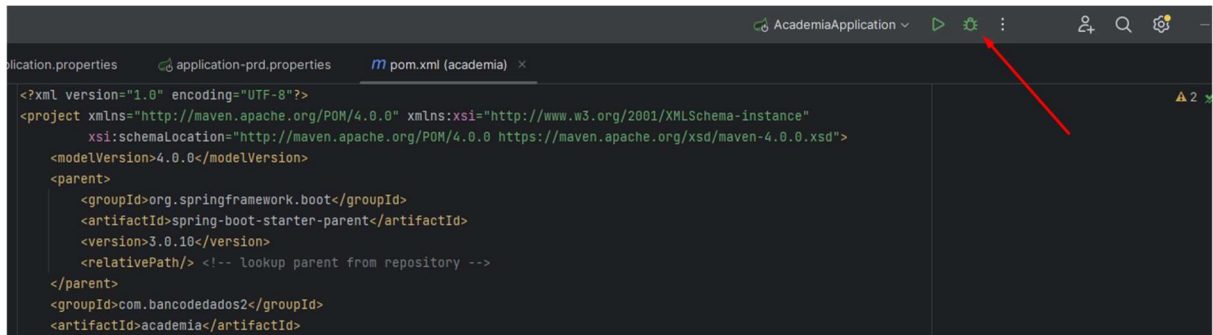 AcademiaApplication
application-prd.properties
pom.xml (academia)
2
<?xml version="1.0" encoding="UTF-8"?>
<project xmlns="http://maven.apache.org/POM/4.0.0" xmlns:xsi="http://www.w3.org/2001/XMLSchema-instance"
xsi:schemaLocation="http://maven.apache.org/POM/4.0.0 https://maven.apache.org/xsd/maven-4.0.0.xsd">
<modelVersion>4.0.0</modelVersion>
<parent>
<groupId>org.springframework.boot</groupId>
<artifactId>spring-boot-starter-parent</artifactId>
<version>3.0.10</version>
<relativePath/> <!-- lookup parent from repository -->
</parent>
<groupId>com.bancodedados2</groupId>
<artifactId>academia</artifactId>